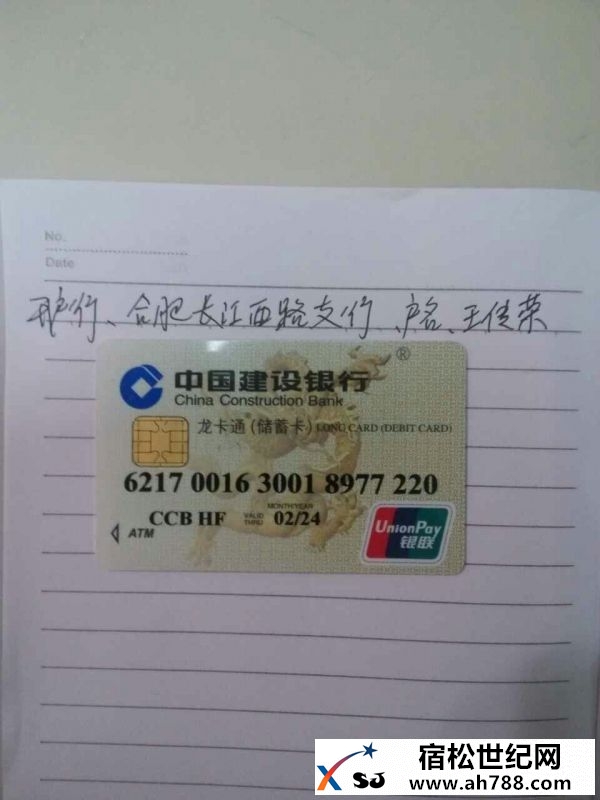 No.
Date
开户行、合肥长江西路支行、户名、
®
中国建设银行
China Construction Bank
龙卡通(储蓄卡) LONG CARD (DEBIT CARD)
6217 0016 3001 8977 220
MONTH/YEAR
CCB HF VALID THRU 02/24
ATM
UnionPay
银联
XSJ
宿松世纪网
www.ah788.com